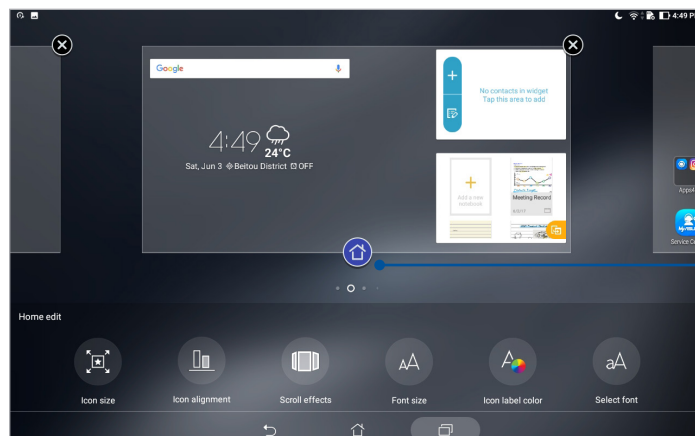 4:49 P
Google
No contacts in widget
Tap this area to add
4:49
24°C
Sat, Jun 3 Beitou District OFF
Add a new
notebook
Meeting Record
Apps4
Service Ce
Home edit
Icon size
Icon alignment
Scroll effects
Font size
Icon label color
Select font